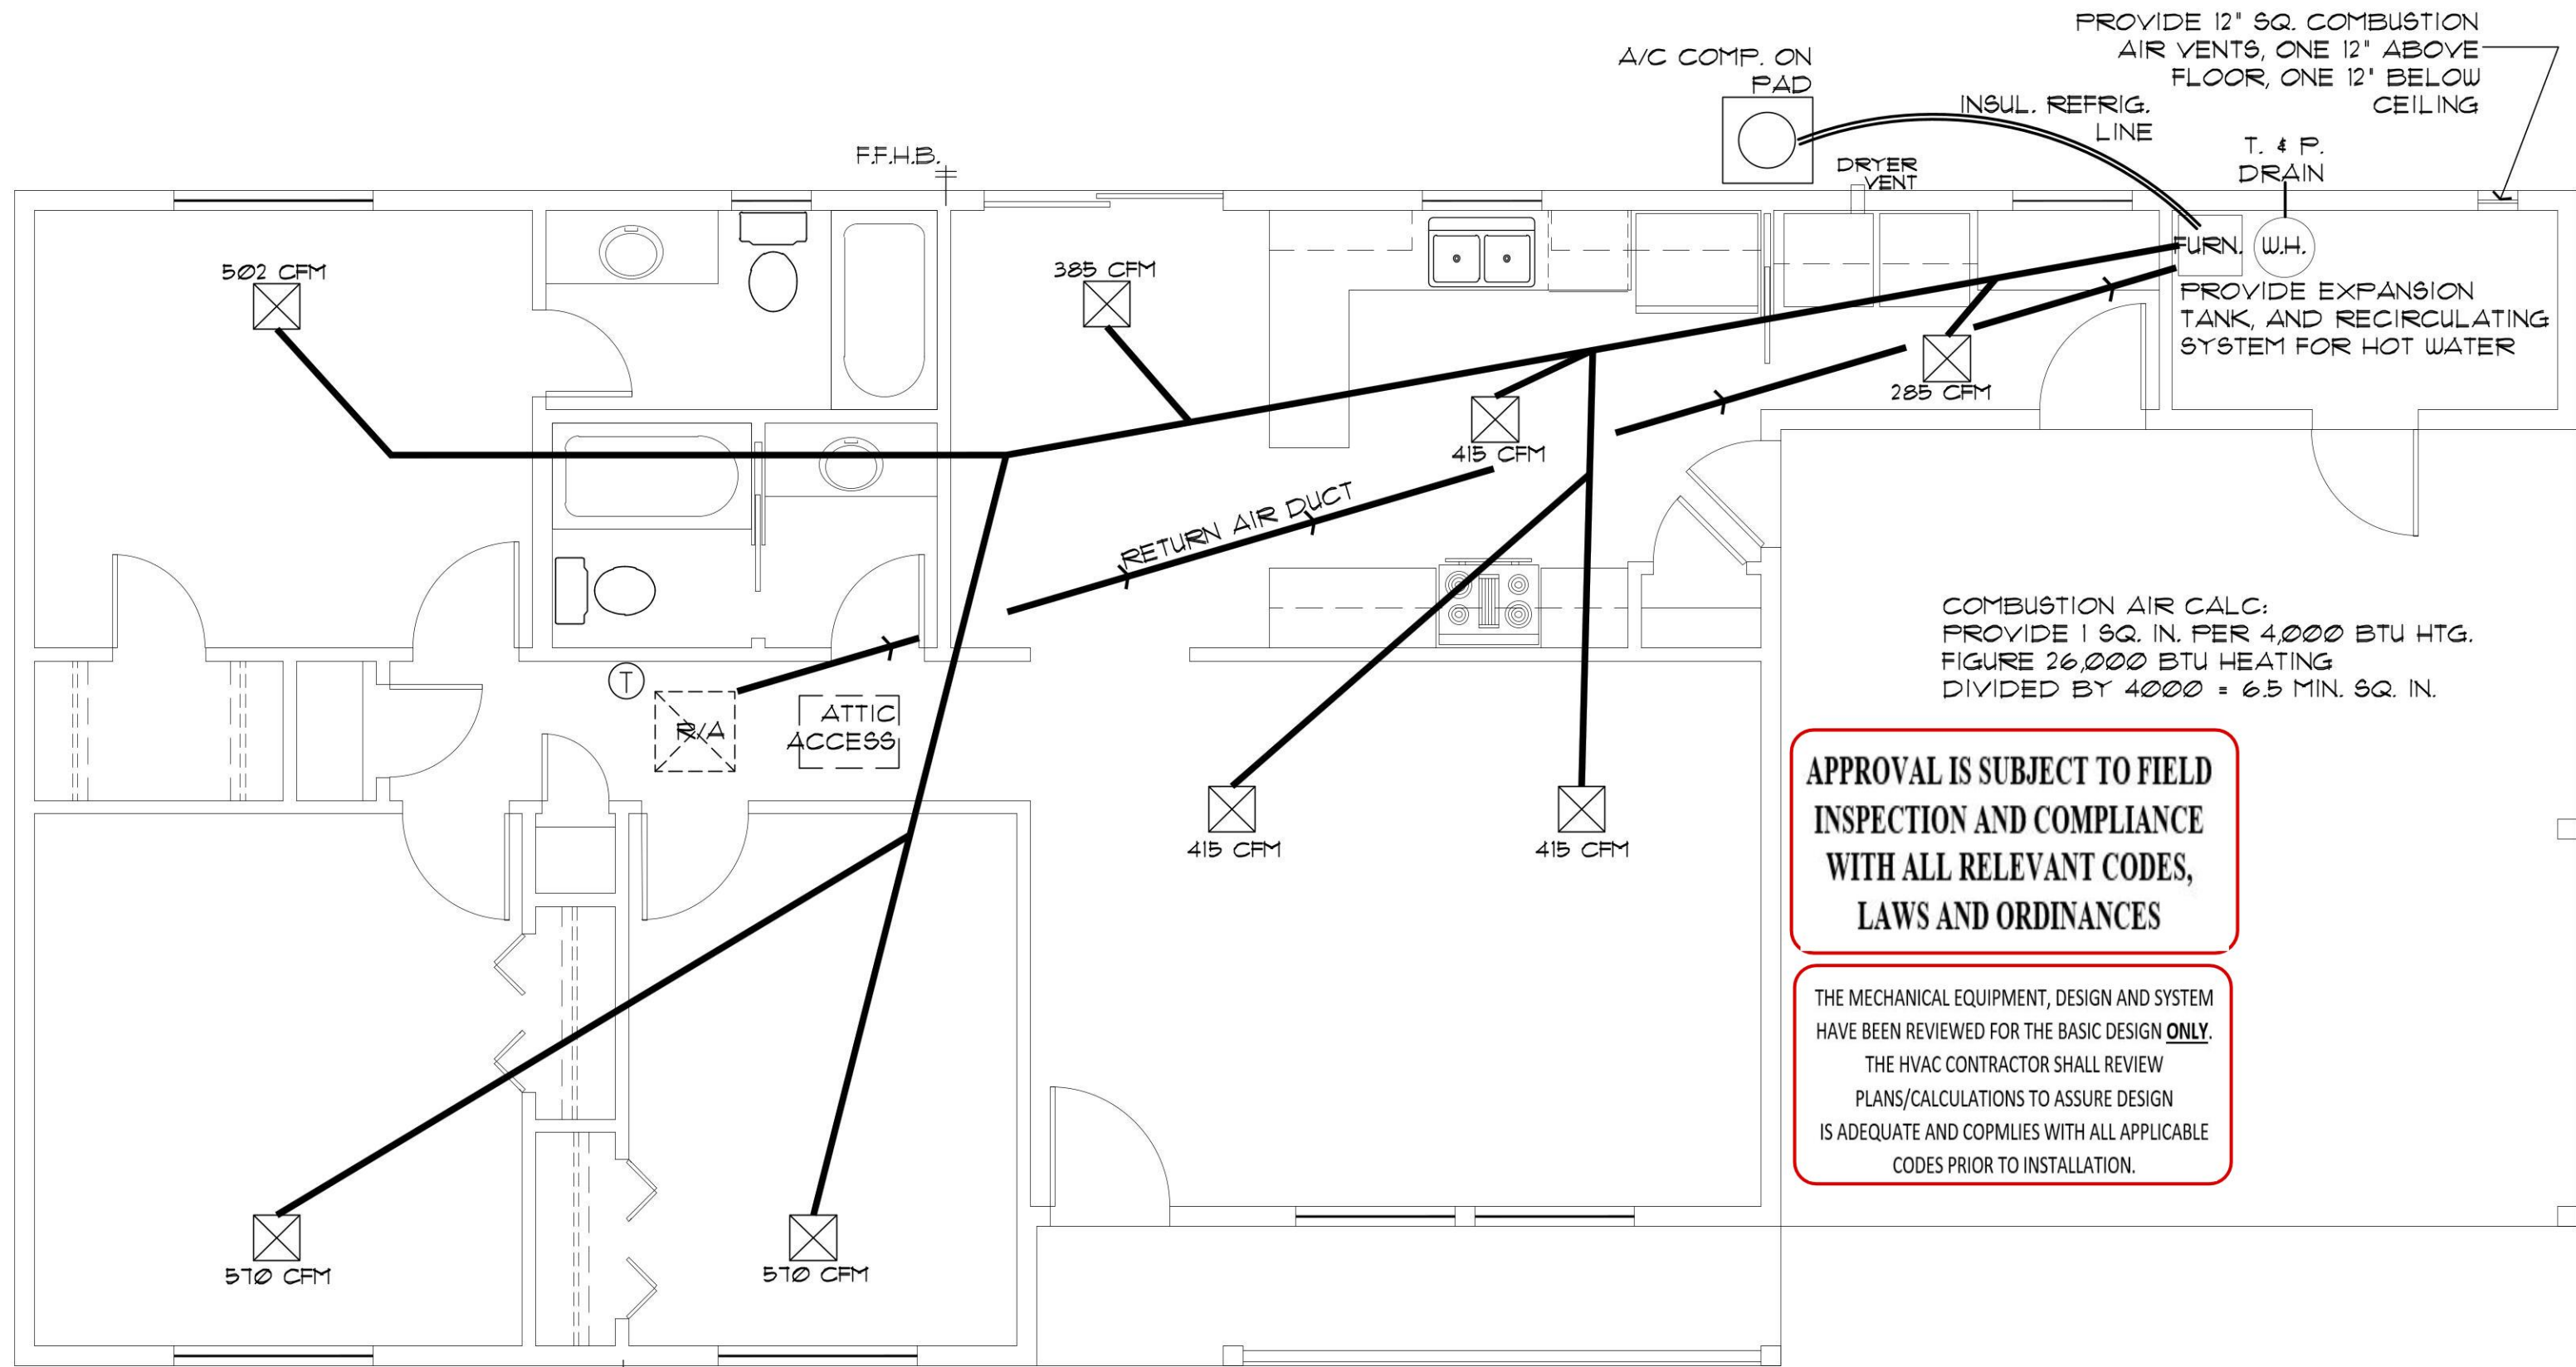 PROVIDE 12" SQ. COMBUSTION
AIR VENTS, ONE 12" ABOVE
FLOOR, ONE 12" BELOW
CEILING
A/C COMP. ON
PAD
INSUL. REFRIG.
LINE
T. & P.
DRAIN
F.F.H.B.
DRYER
VENT
FURN.
W.H.
502 CFM
385 CFM
PROVIDE EXPANSION
TANK, AND RECIRCULATING
SYSTEM FOR HOT WATER
285 CFM
415 CFM
RETURN AIR DUCT
COMBUSTION AIR CALC:
PROVIDE 1 SQ. IN. PER 4,000 BTU HTG.
FIGURE 26,000 BTU HEATING
DIVIDED BY 4000 = 6.5 MIN. SQ. IN.
T
R/A
ATTIC
ACCESS
415 CFM
415 CFM
APPROVAL IS SUBJECT TO FIELD
INSPECTION AND COMPLIANCE
WITH ALL RELEVANT CODES,
LAWS AND ORDINANCES
THE MECHANICAL EQUIPMENT, DESIGN AND SYSTEM
HAVE BEEN REVIEWED FOR THE BASIC DESIGN ONLY.
THE HVAC CONTRACTOR SHALL REVIEW
PLANS/CALCULATIONS TO ASSURE DESIGN
IS ADEQUATE AND COPMLIES WITH ALL APPLICABLE
CODES PRIOR TO INSTALLATION.
570 CFM
570 CFM